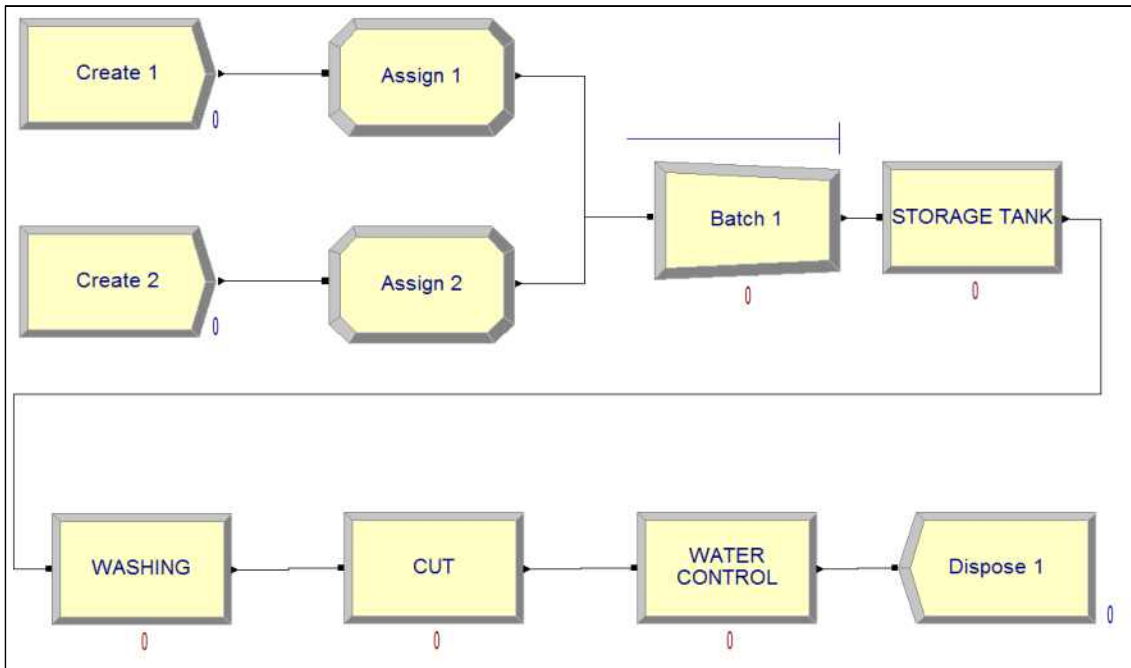 Create 1
Assign 1
0
Batch 1
STORAGE TANK
Create 2
Assign 2
0
0
0
WASHING
CUT
WATER
CONTROL
Dispose 1
0
0
0
0